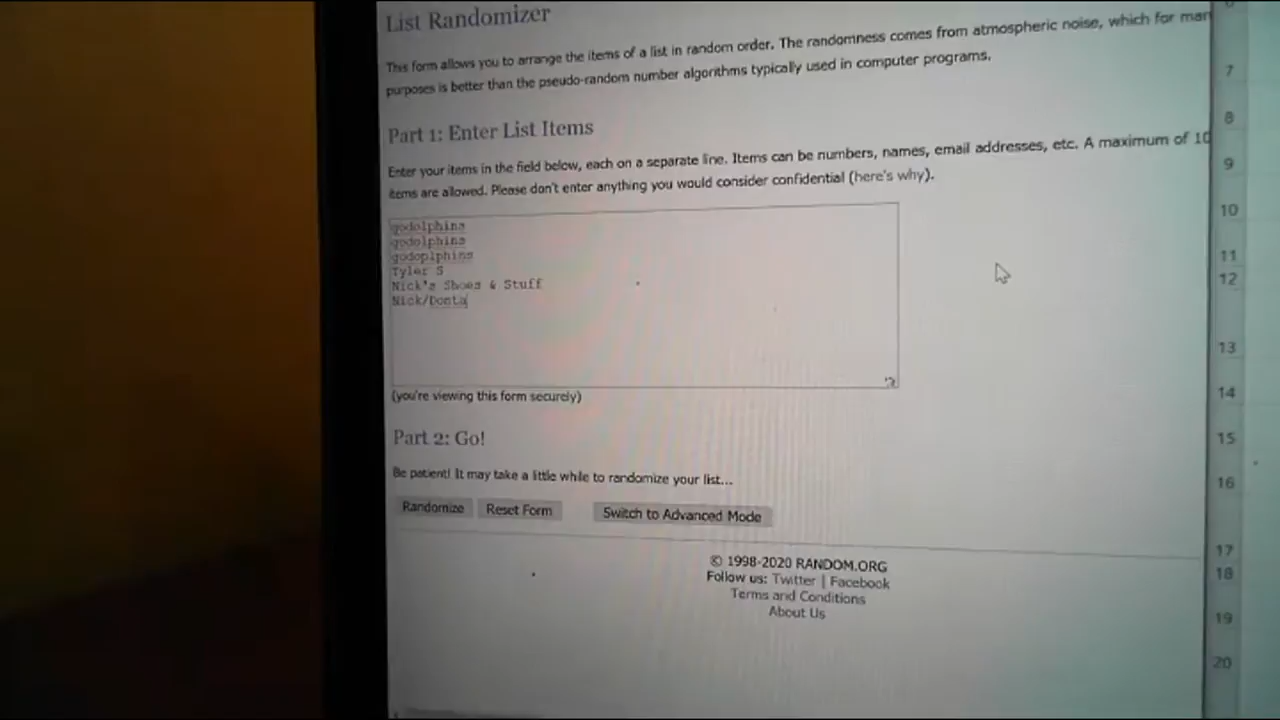 List Randomizer
This form allows you to arrange the items of a list in random order. The randomness comes from atmospheric noise, which for man
purposes is better than the pseudo-random number algorithms typically used in computer programs.
Part 1: Enter List Items
Enter your items in the field below, each on a separate line. Items can be numbers, names, email addresses, etc. A maximum of 10
items are allowed. Please don't enter anything you would consider confidential (here's why).
godolphins
godolphins
godoplphins
Tyler S
Nick's Shoes & Stuff
Nick/Donta
(you're viewing this form securely)
Part 2: Go!
Be patient! It may take a little while to randomize your list...
Randomize Reset Form Switch to Advanced Mode
© 1998-2020 RANDOM.ORG
Follow us: Twitter | Facebook
Terms and Conditions
About Us
7
8
9
10
11
12
13
14
15
16
17
18
19
20